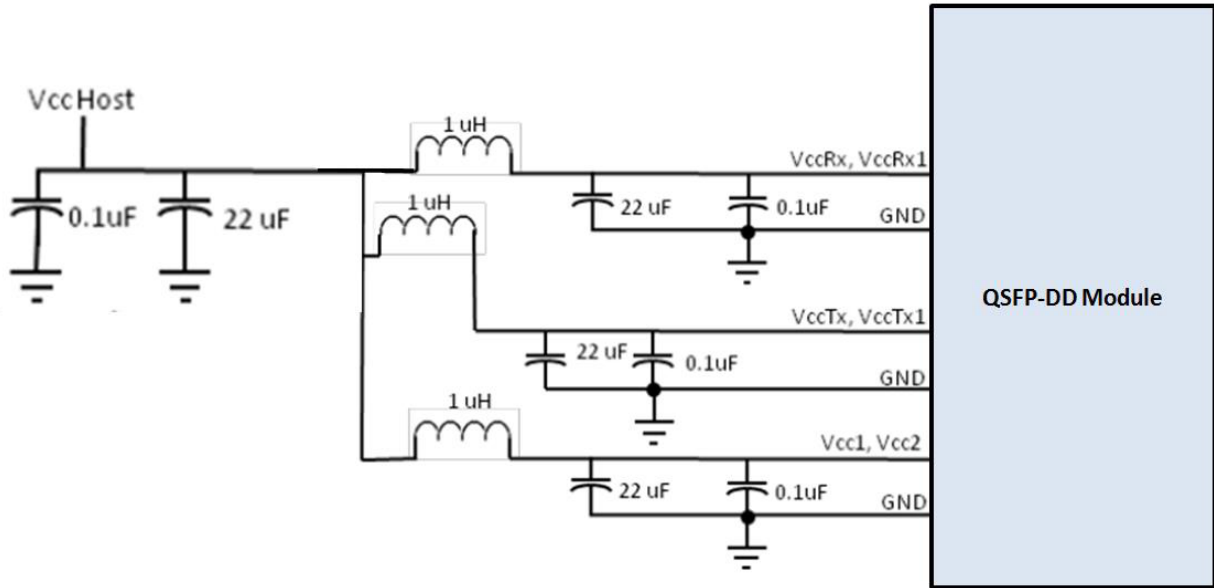 VccHost
0.1uF
22 uF
1 uH
VccRx, VccRx1
22 uF
0.1uF
GND
1 uH
QSFP-DD Module
VccTx, VccTx1
22 uF
0.1uF
GND
1 uH
Vcc1, Vcc2
22 uF
0.1uF
GND